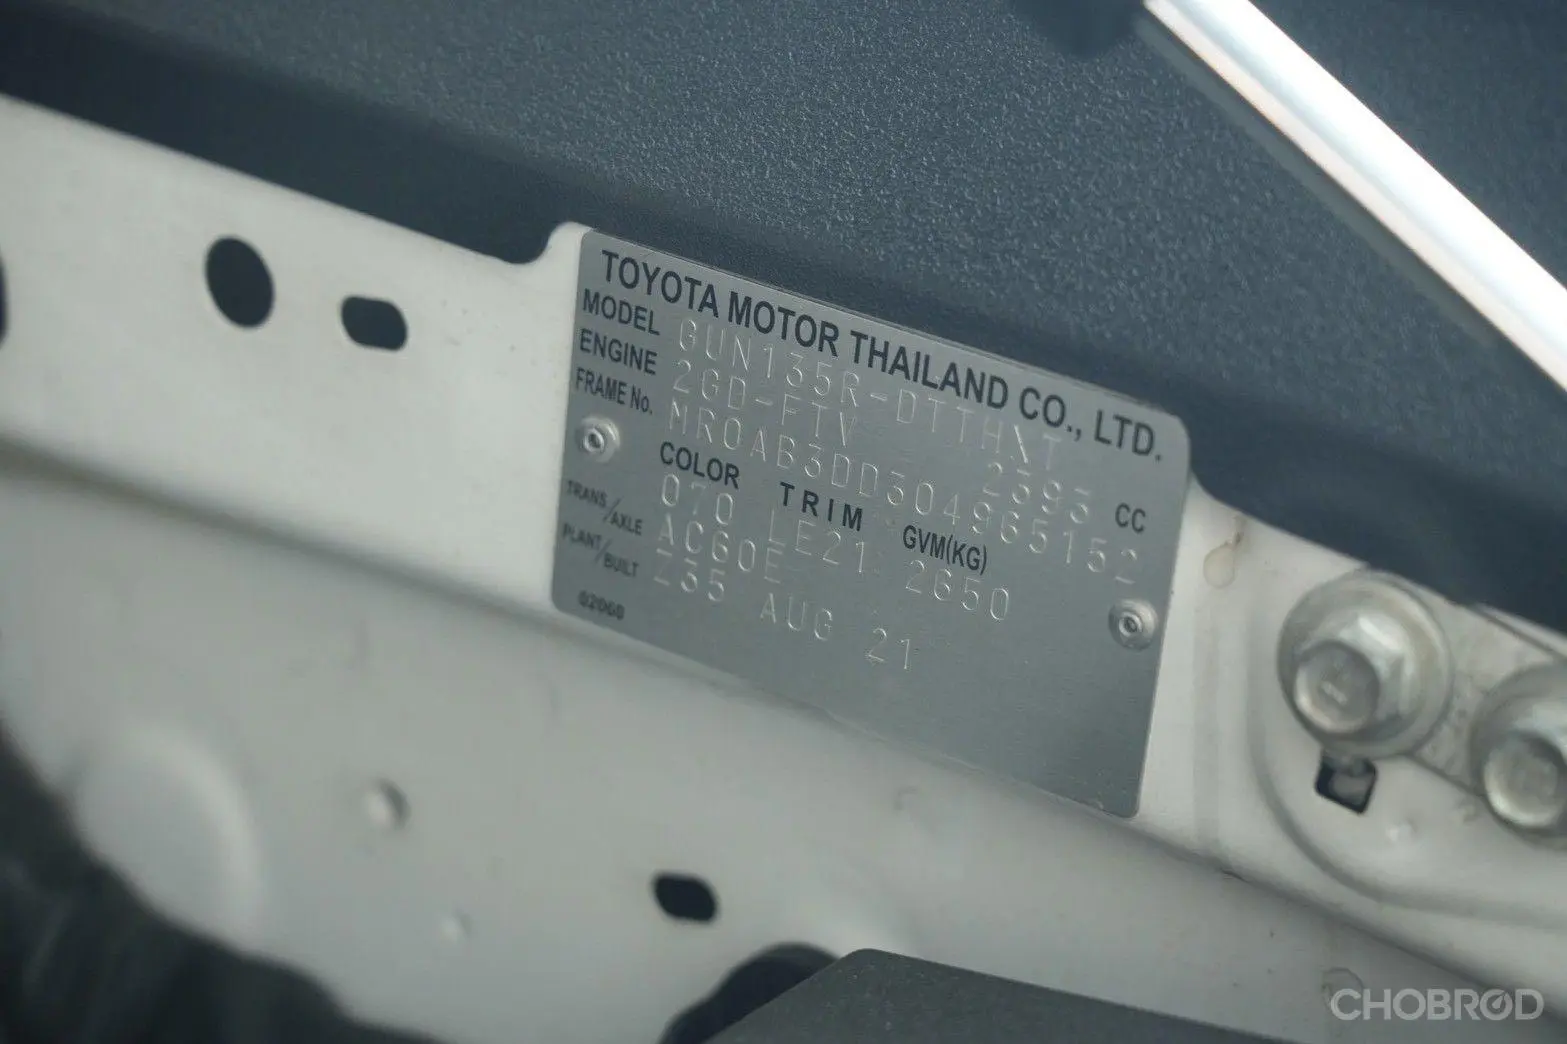 TOYOTA MOTOR THAILAND CO., LTD.
MODEL GUN135R-DTTHXT
ENGINE 2GD-FTV 2393 CC
FRAME No. MR0AB3DD304965152
COLOR TRIM GVM(KG)
070 LE21 2650
TRANS/AXLE AC60E
PLANT/BUILT Z35 AUG 21
02060
CHOBROD